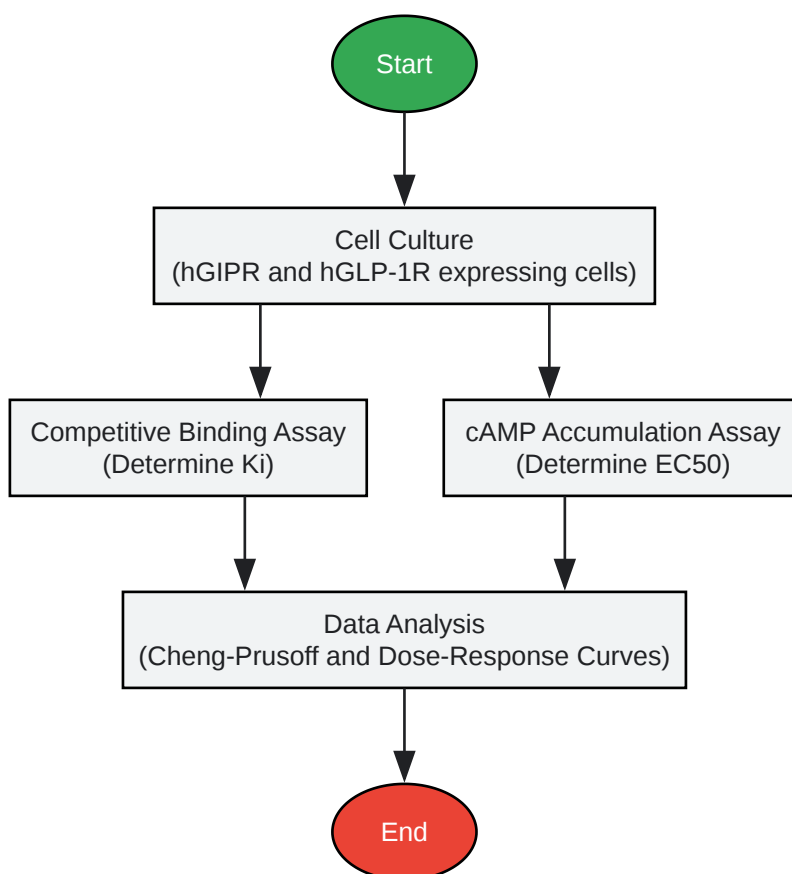 Start
Cell Culture
(hGIPR and hGLP-1R expressing cells)
Competitive Binding Assay
(Determine Ki)
cAMP Accumulation Assay
(Determine EC50)
Data Analysis
(Cheng-Prusoff and Dose-Response Curves)
End